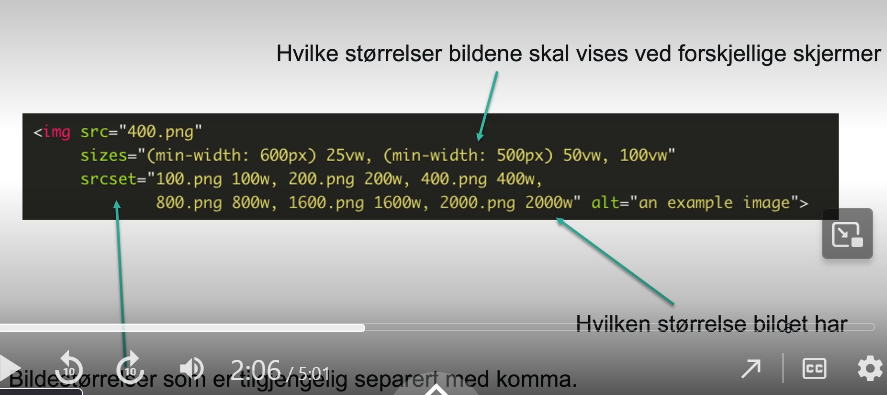 Hvilke størrelser bildene skal vises ved forskjellige skjermer
<img src="400.png"
sizes="(min-width: 600px) 25vw, (min-width: 500px) 50vw, 100vw"
srcset="100.png 100w, 200.png 200w, 400.png 400w,
800.png 800w, 1600.png 1600w, 2000.png 2000w" alt="an example image">
Hvilken størrelse bildet har
10
10
2:06 / 5:01
CC
Bildestørrelser som er tilgjengelig separert med komma.